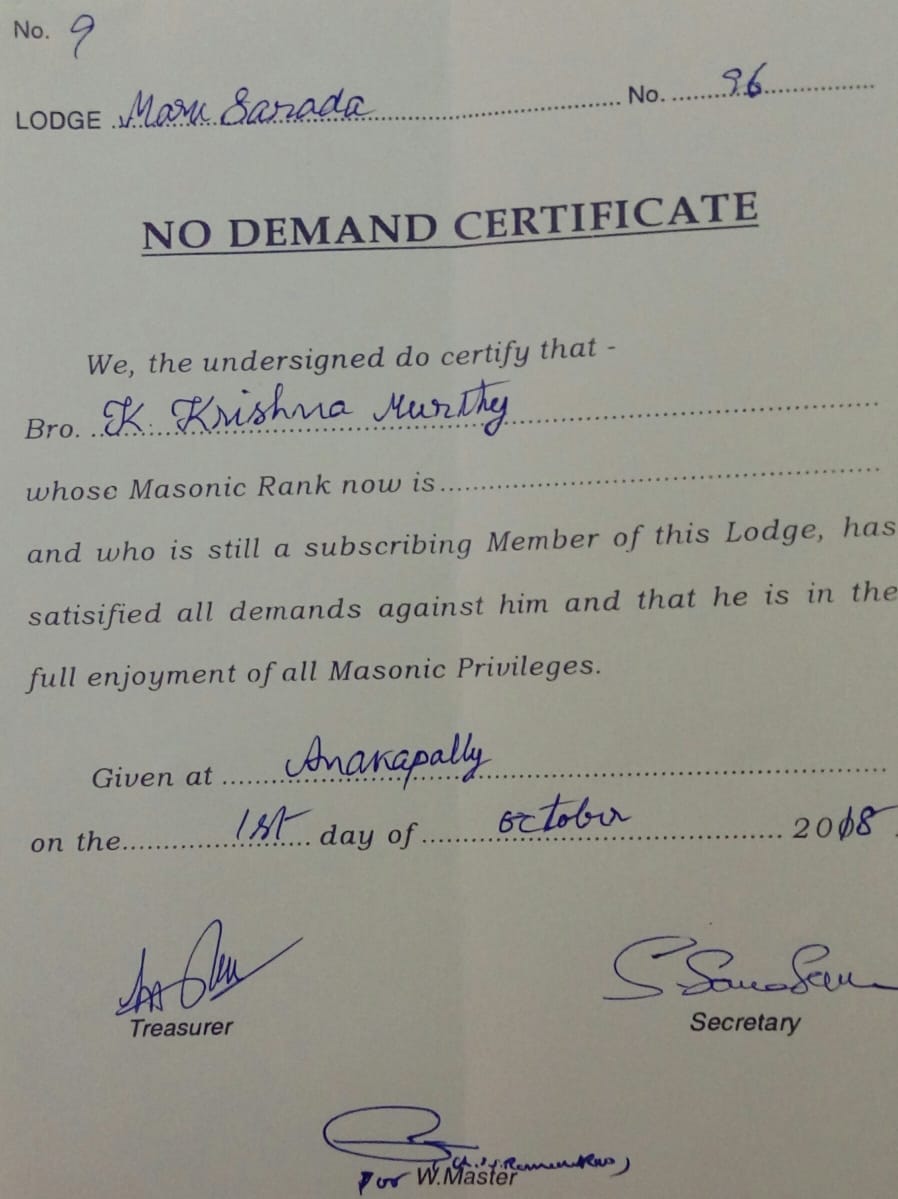 No. 9
LODGE Maru Sarada No. 96
NO DEMAND CERTIFICATE
We, the undersigned do certify that -
Bro. K. Krishna Murthy
whose Masonic Rank now is
and who is still a subscribing Member of this Lodge, has
satisified all demands against him and that he is in the
full enjoyment of all Masonic Privileges.
Given at Anakapally
on the 1st day of October 2018
Treasurer
Secretary
for W.Master